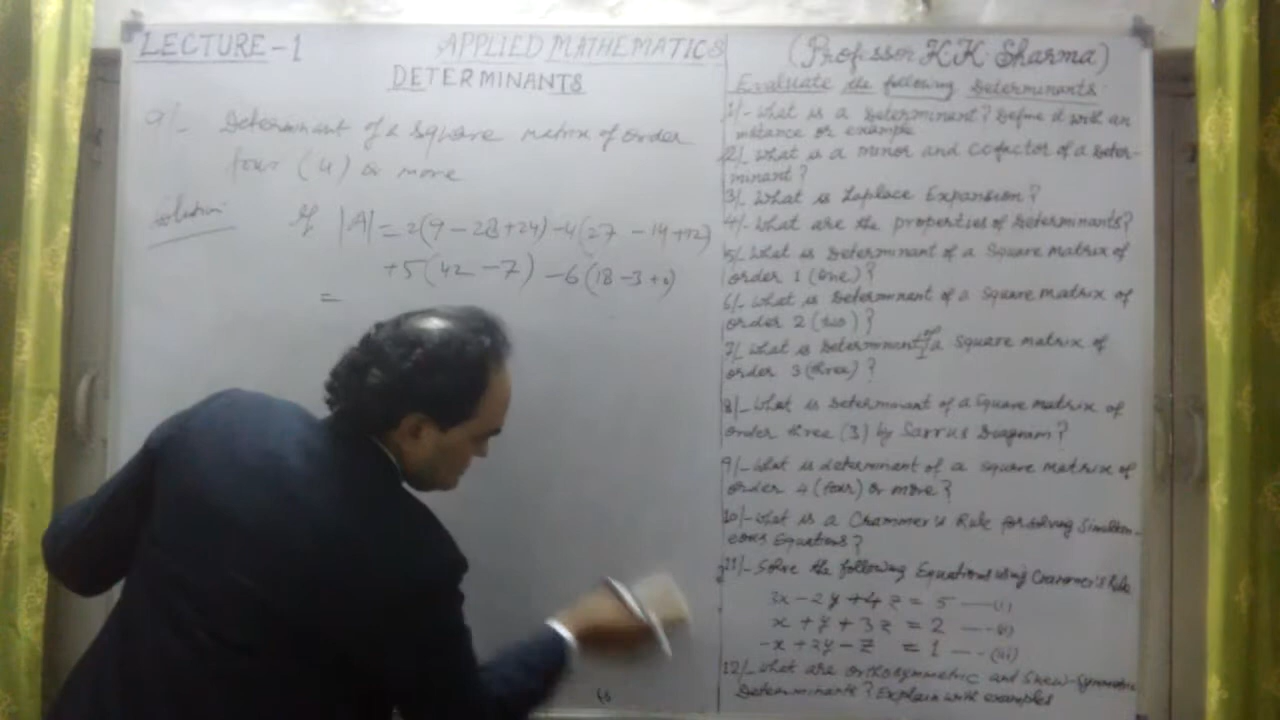 LECTURE-1
APPLIED MATHEMATICS
DETERMINANTS
9/- Determinant of a Square matrix of order
four (4) or more
Solution:- If |A| = 2(9 - 28 + 24) - 4(27 - 14 + 12)
+5(42 - 7) - 6(18 - 3 + 0)
=
(Professor K.K. Sharma)
Evaluate the following Determinants.
1/- What is a Determinant? Define it with an
instance or example
2/- What is a minor and Cofactor of a Deter-
minant?
3/- What is Laplace Expansion?
4/- What are the properties of Determinants?
5/- What is Determinant of a Square Matrix of
order 1 (One)?
6/- What is Determinant of a Square Matrix of
order 2 (two)?
7/- What is Determinant of a Square matrix of
order 3 (three)?
8/- What is Determinant of a Square matrix of
order three (3) by Sarrus Diagram?
9/- What is determinant of a square matrix of
order 4 (four) or more?
10/- What is a Crammer's Rule for solving Simultan-
eous Equations?
11/- Solve the following Equations using Crammer's Rule
3x - 2y + 4z = 5 —(i)
x + y + 3z = 2 —(ii)
-x + 2y - z = 1 —(iii)
12/- What are orthosymmetric and Skew-Symmetric
Determinants? Explain with examples